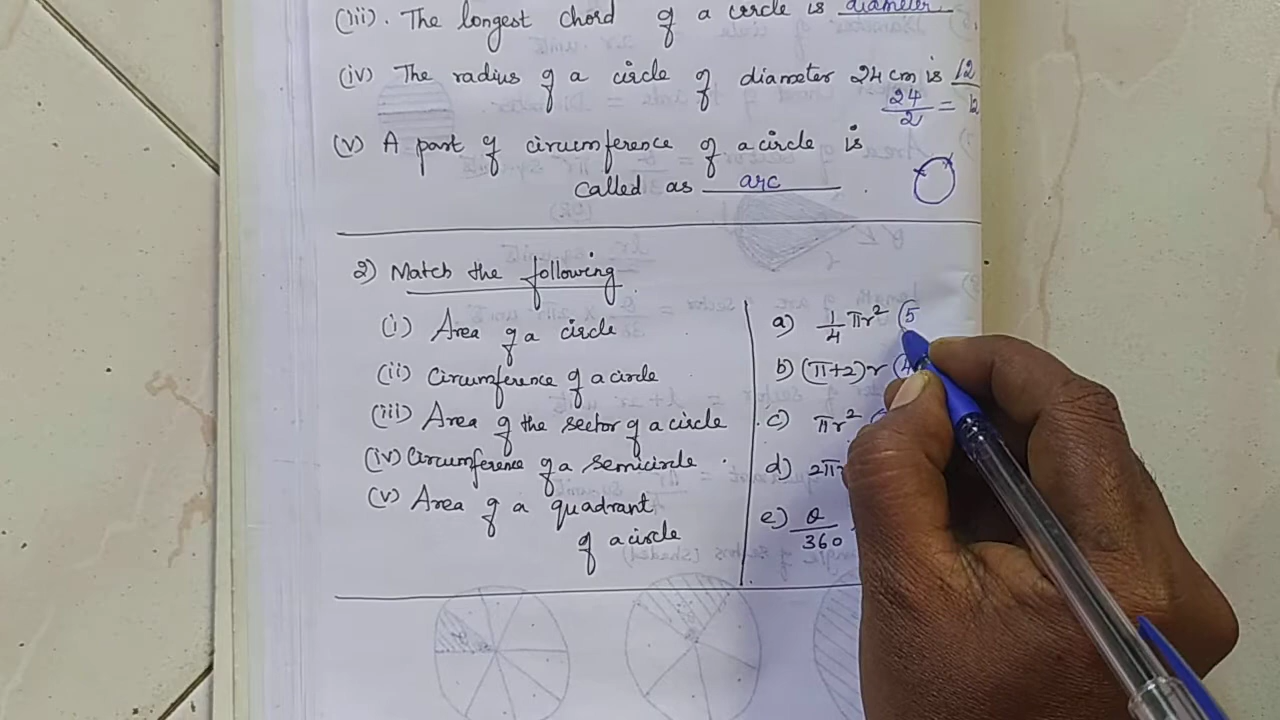 (iii). The longest chord of a circle is diameter.
(iv) The radius of a circle of diameter 24 cm is 12
24/2 = 12
(v) A part of circumference of a circle is
called as arc .
2) Match the following
(i) Area of a circle
(ii) Circumference of a circle
(iii) Area of the sector of a circle
(iv) Circumference of a semicircle
(v) Area of a quadrant
of a circle
a) 1/4 πr² (5
b) (π+2)r (4
c) πr²
d) 2πr
e) θ/360